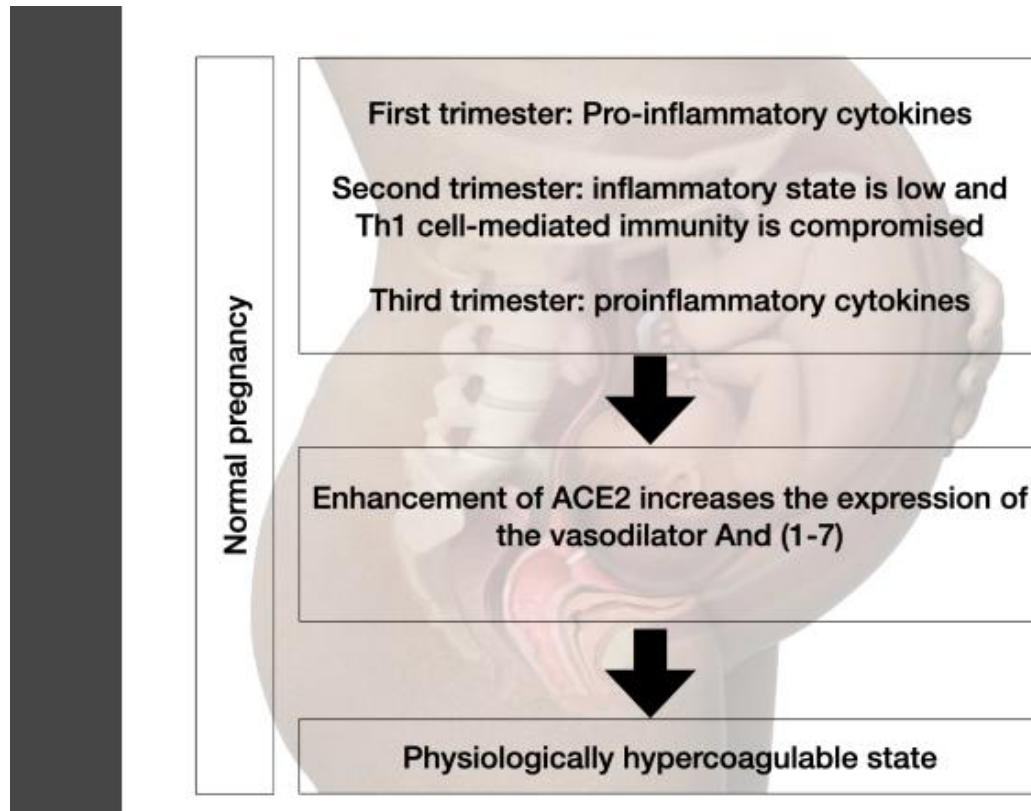 Normal pregnancy
First trimester: Pro-inflammatory cytokines
Second trimester: inflammatory state is low and
Th1 cell-mediated immunity is compromised
Third trimester: proinflammatory cytokines
Enhancement of ACE2 increases the expression of
the vasodilator And (1-7)
Physiologically hypercoagulable state